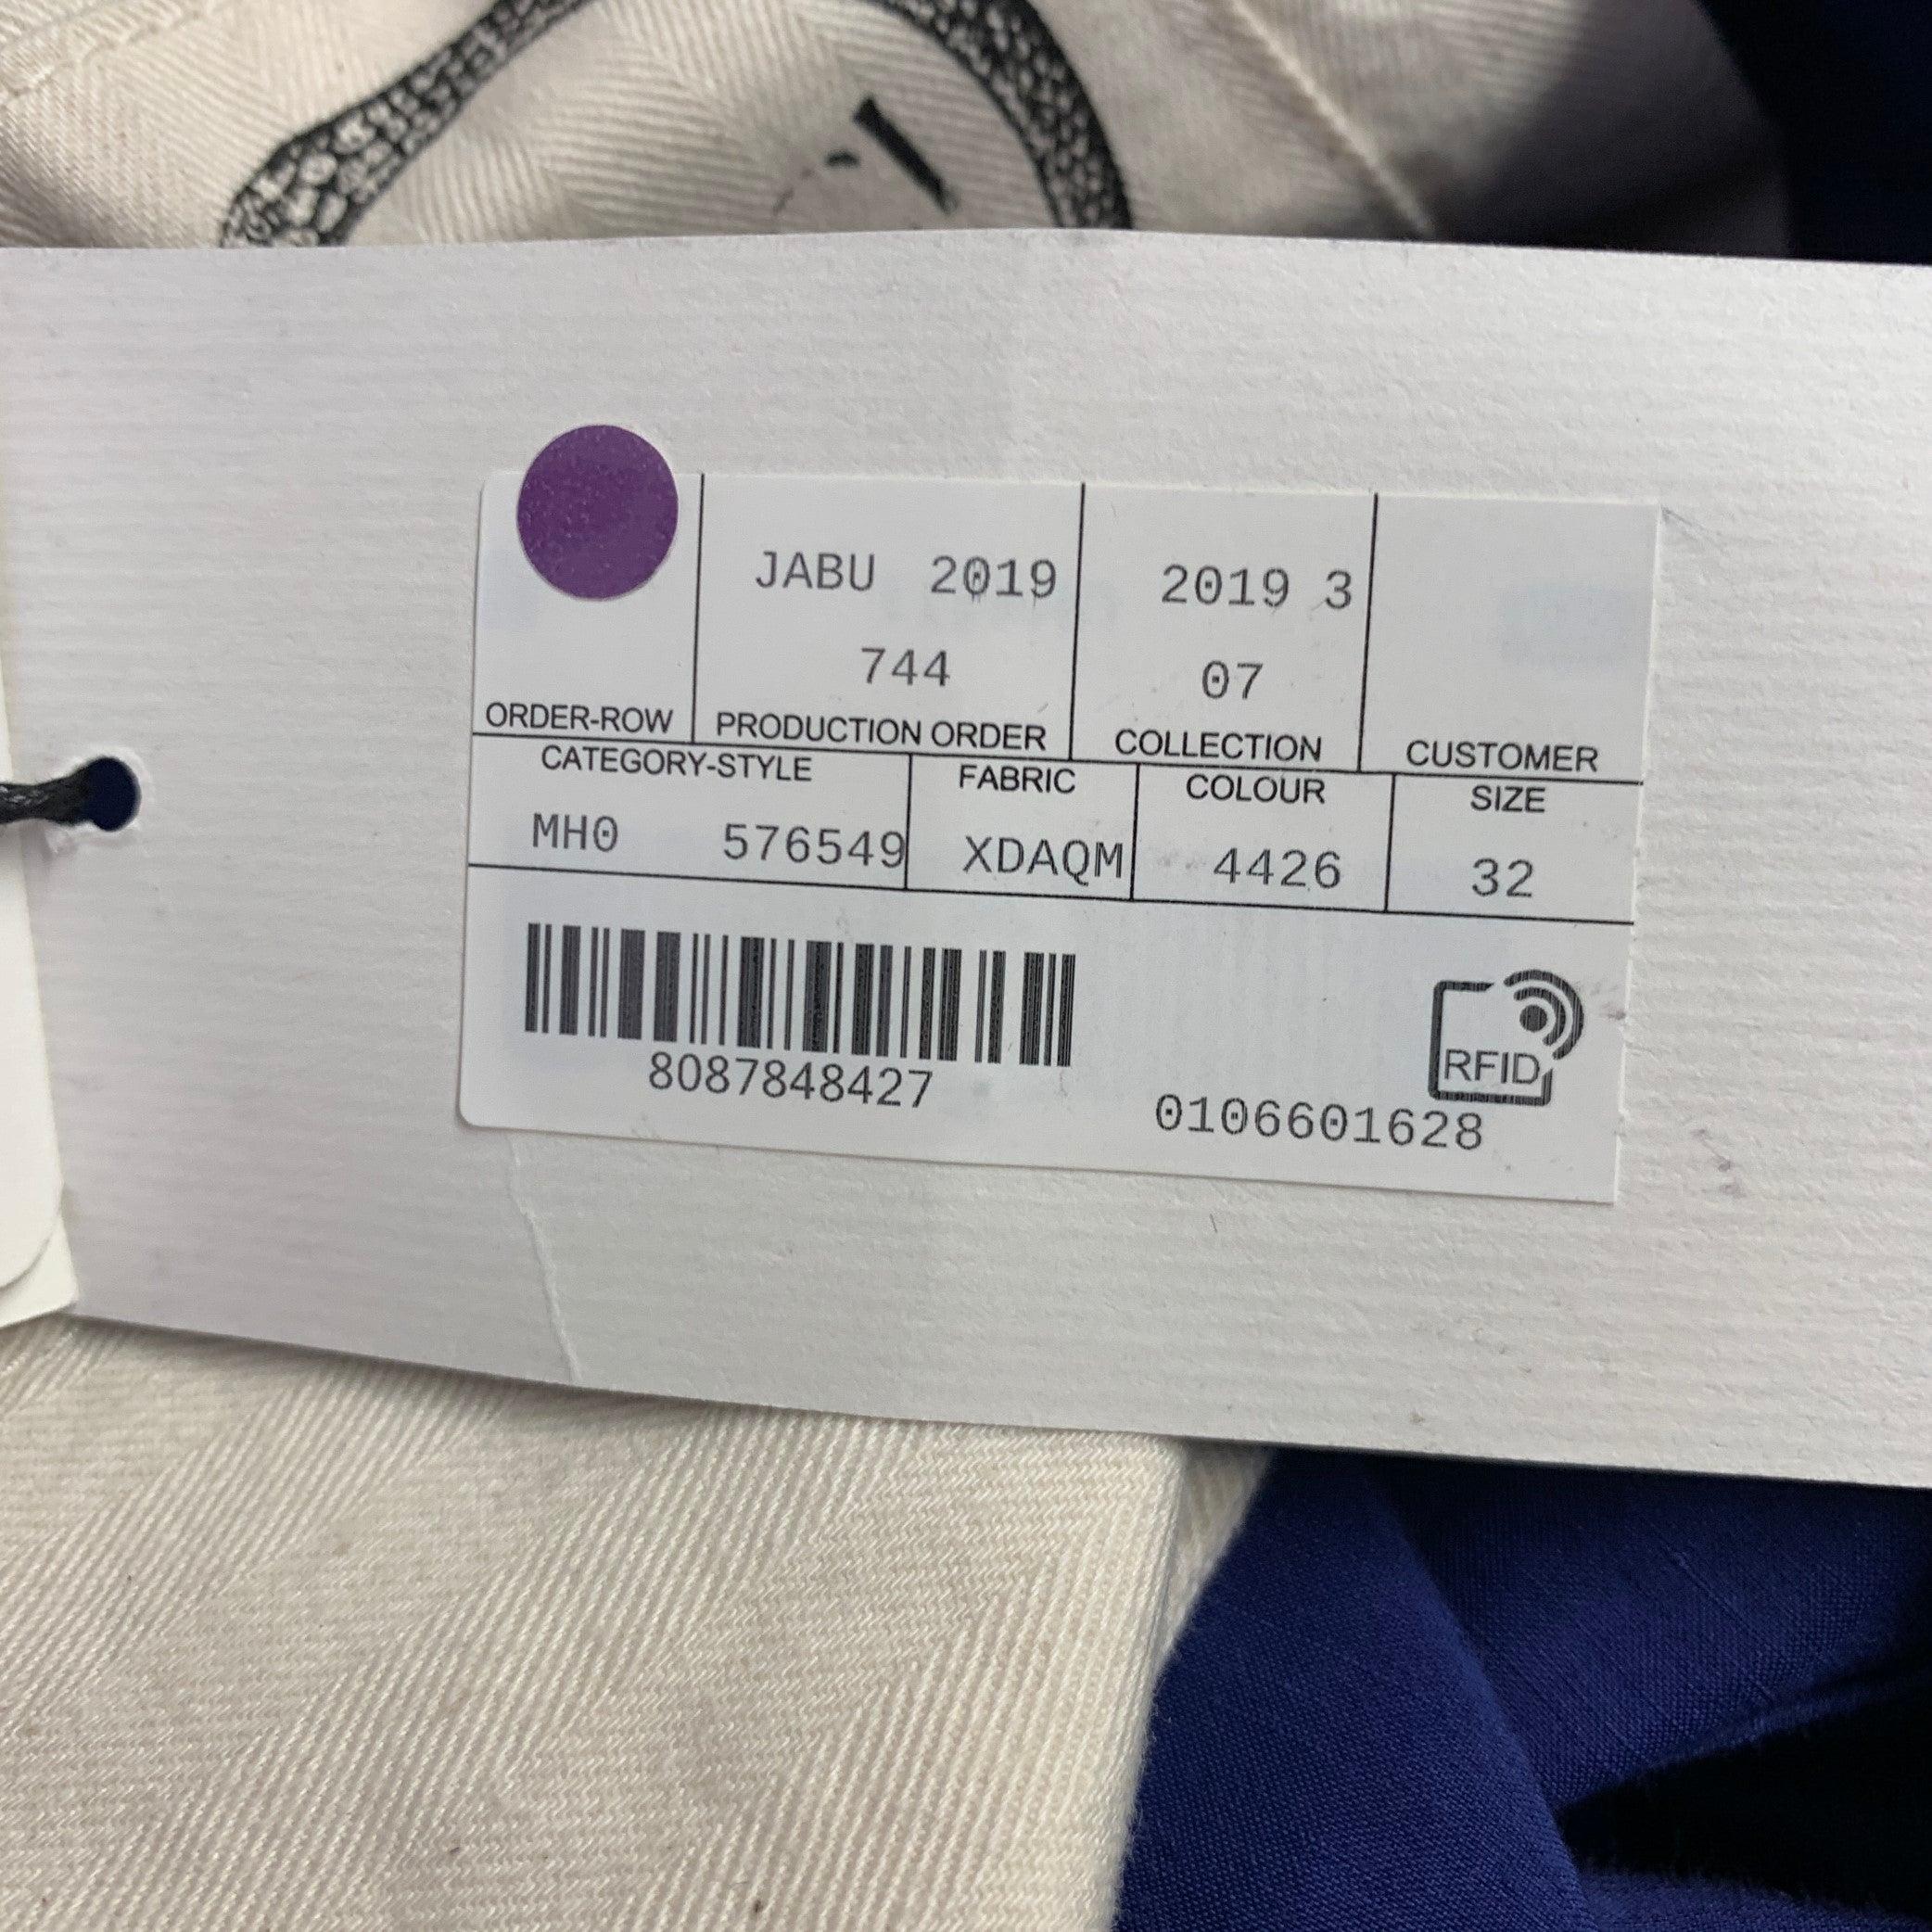 JABU 2019
744
2019 3
07
ORDER-ROW
PRODUCTION ORDER
COLLECTION
CUSTOMER
CATEGORY-STYLE
FABRIC
COLOUR
SIZE
MH0 576549
XDAQM
4426
32
8087848427
RFID
0106601628